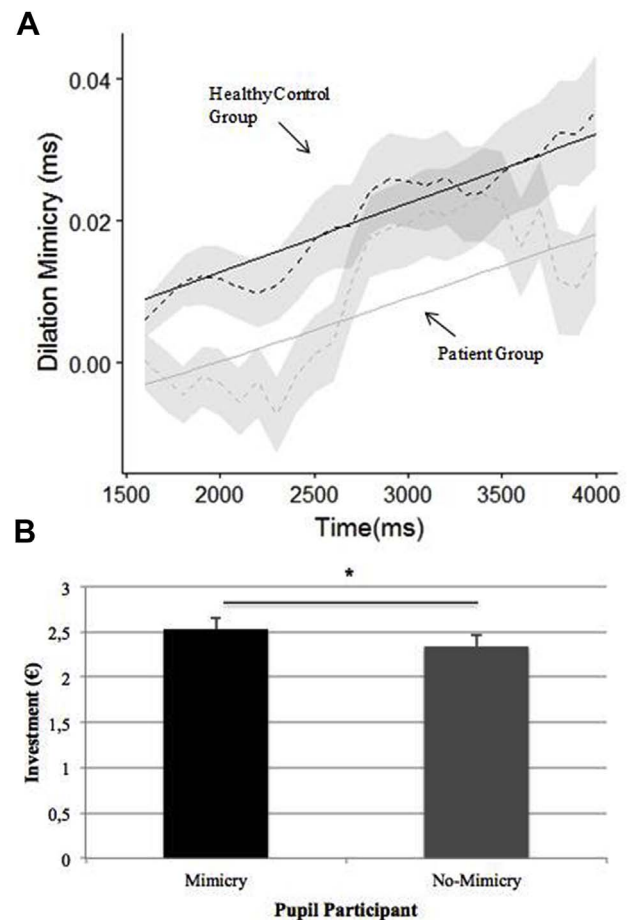 A
Dilation Mimicry (ms)
0.04
0.02
0.00
HealthyControl
Group
Patient Group
1500 2000 2500 3000 3500 4000
Time(ms)
B
*
Investment (€)
3
2,5
2
1,5
1
0,5
0
Mimicry No-Mimicry
Pupil Participant